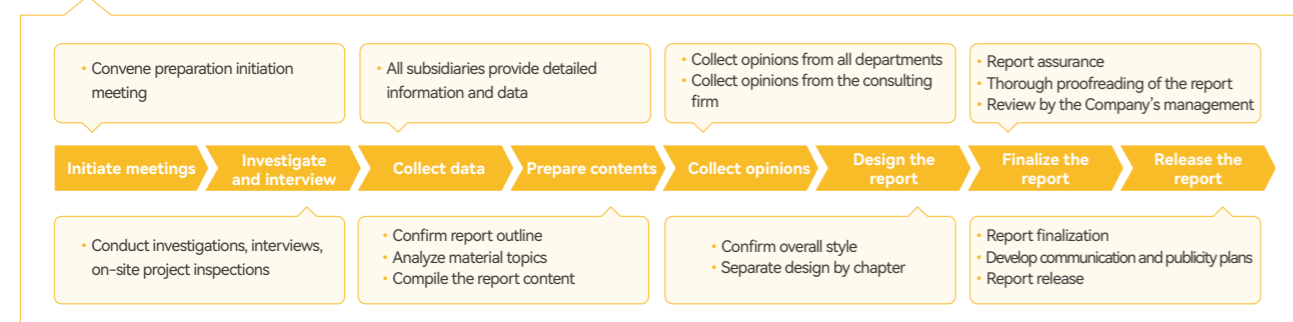 • Convene preparation initiation
meeting
• All subsidiaries provide detailed
information and data
• Collect opinions from all departments
• Collect opinions from the consulting
firm
• Report assurance
• Thorough proofreading of the report
• Review by the Company's management
Initiate meetings
Investigate
and interview
Collect data
Prepare contents
Collect opinions
Design the
report
Finalize the
report
Release the
report
• Conduct investigations, interviews,
on-site project inspections
• Confirm report outline
• Analyze material topics
• Compile the report content
• Confirm overall style
• Separate design by chapter
• Report finalization
• Develop communication and publicity plans
• Report release